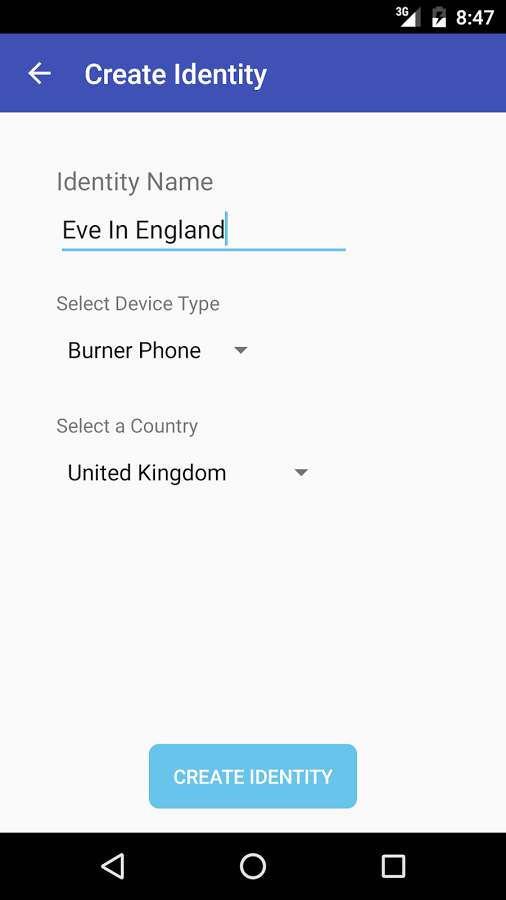 3G 8:47
Create Identity
Identity Name
Eve In England
Select Device Type
Burner Phone
Select a Country
United Kingdom
CREATE IDENTITY